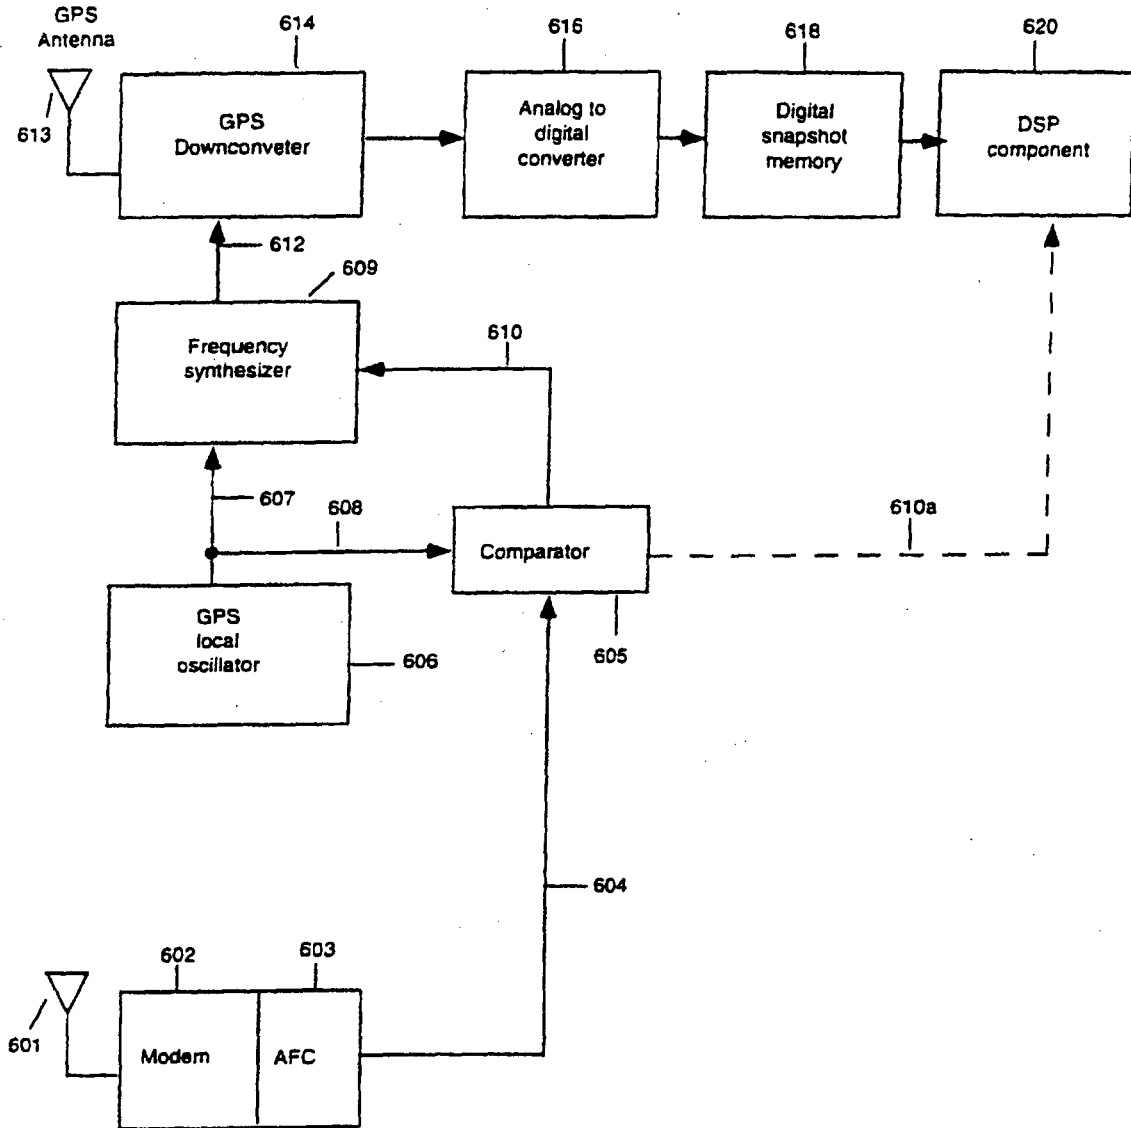 GPS
Antenna
614
616
618
620
613
GPS
Downconveter
Analog to
digital
converter
Digital
snapshot
memory
DSP
component
612
609
Frequency
synthesizer
610
607
608
610a
Comparator
605
GPS
local
oscillator
606
604
602
603
601
Modem
AFC